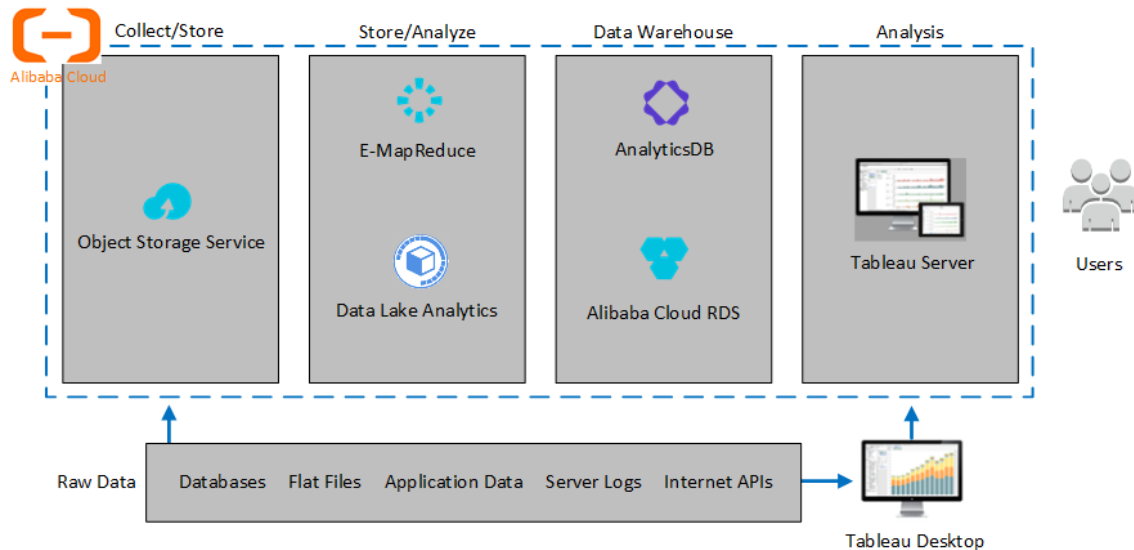 Collect/Store
Store/Analyze
Data Warehouse
Analysis
Alibaba Cloud
E-MapReduce
AnalyticsDB
Object Storage Service
Tableau Server
Users
Data Lake Analytics
Alibaba Cloud RDS
Raw Data
Databases
Flat Files
Application Data
Server Logs
Internet APIs
Tableau Desktop